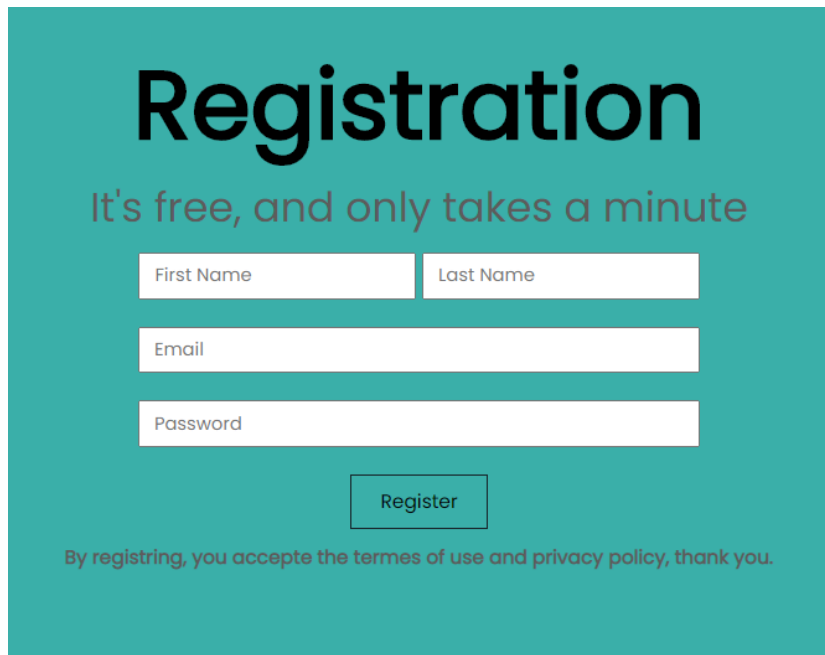 Registration
It's free, and only takes a minute
First Name Last Name
Email
Password
Register
By registring, you accepte the termes of use and privacy policy, thank you.